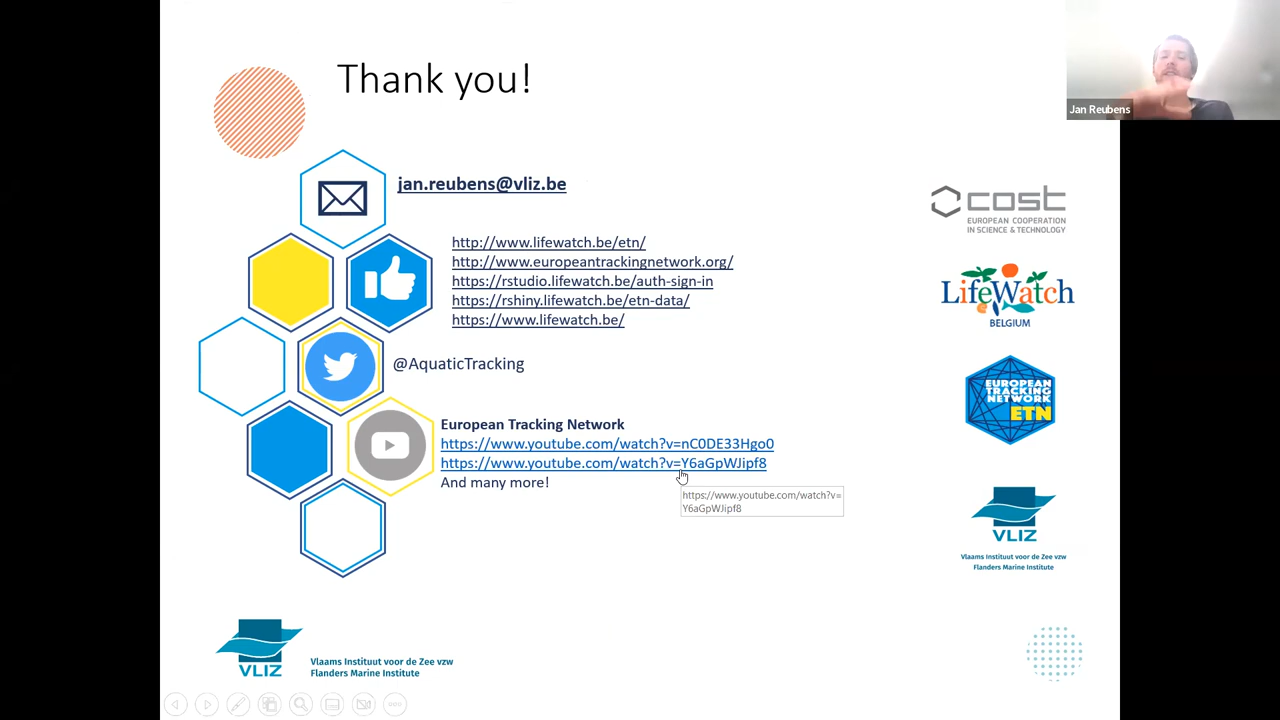 Thank you!
Jan Reubens
jan.reubens@vliz.be
http://www.lifewatch.be/etn/
http://www.europeantrackingnetwork.org/
https://rstudio.lifewatch.be/auth-sign-in
https://rshiny.lifewatch.be/etn-data/
https://www.lifewatch.be/
@AquaticTracking
European Tracking Network
https://www.youtube.com/watch?v=nC0DE33Hgo0
https://www.youtube.com/watch?v=Y6aGpWJipf8
And many more!
https://www.youtube.com/watch?v=
Y6aGpWJipf8
cost
EUROPEAN COOPERATION
IN SCIENCE & TECHNOLOGY
LifeWatch
BELGIUM
EUROPEAN
TRACKING
NETWORK
ETN
VLIZ
Vlaams Instituut voor de Zee vzw
Flanders Marine Institute
VLIZ
Vlaams Instituut voor de Zee vzw
Flanders Marine Institute